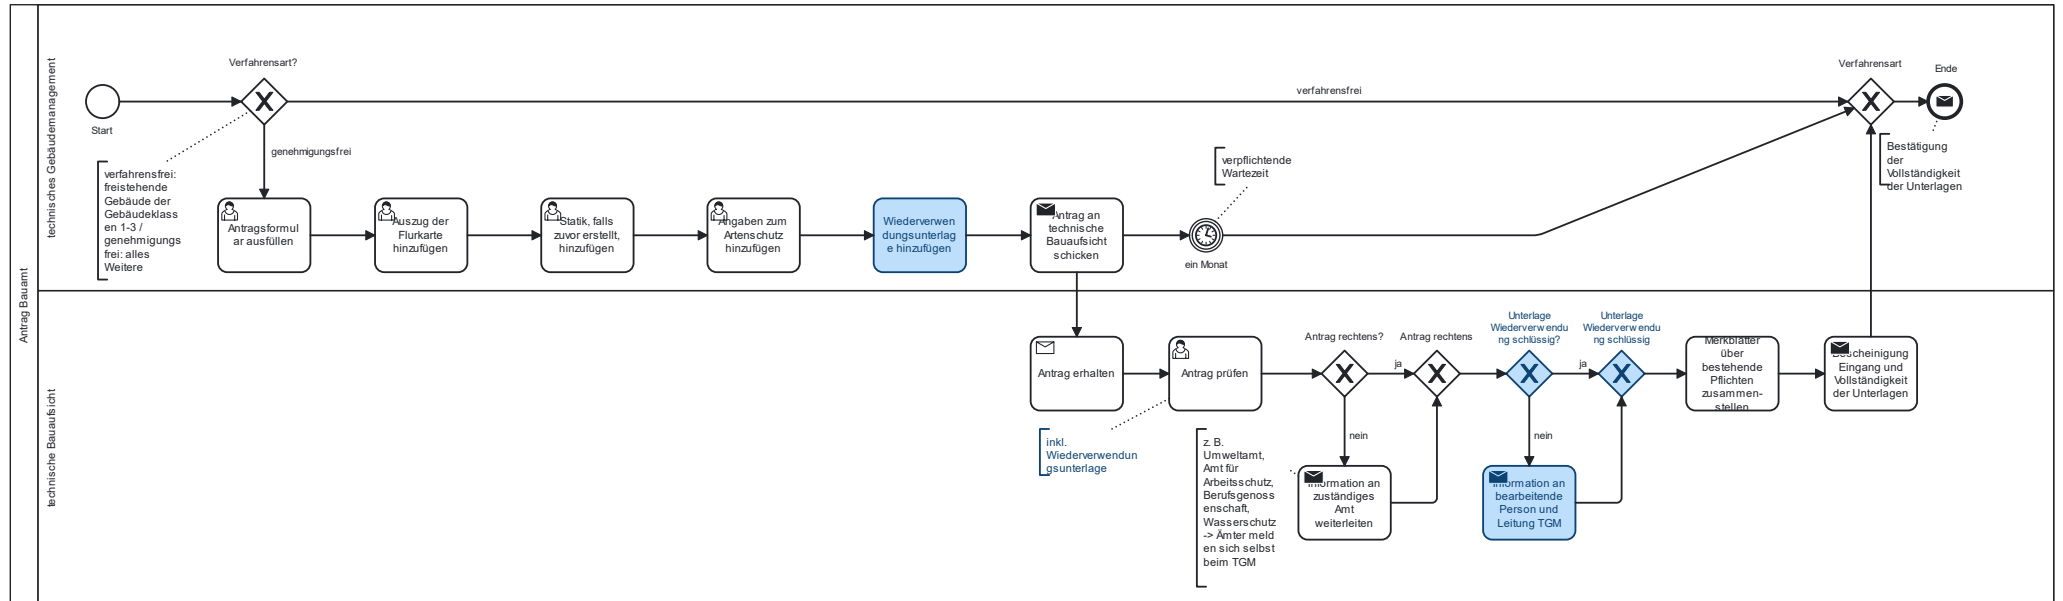 Antrag Bauamt
technisches Gebäudemanagement
Start
Verfahrensart?
verfahrensfrei
Verfahrensart
Ende
genehmigungsfrei
verfahrensfrei:
freistehende
Gebäude der
Gebäudeklass
en 1-3 /
genehmigungs
frei: alles
Weitere
Antragsformul
ar ausfüllen
Auszug der
Flurkarte
hinzufügen
Statik, falls
zuvor erstellt,
hinzufügen
Angaben zum
Artenschutz
hinzufügen
Wiederverwen
dungsunterlag
e hinzufügen
Antrag an
technische
Bauaufsicht
schicken
verpflichtende
Wartezeit
ein Monat
Bestätigung
der
Vollständigkeit
der Unterlagen
technische Bauaufsicht
Antrag erhalten
Antrag prüfen
inkl.
Wiederverwendun
gsunterlage
Antrag rechtens?
ja
nein
Antrag rechtens
z. B.
Umweltamt,
Amt für
Arbeitsschutz,
Berufsgenoss
enschaft,
Wasserschutz
-> Ämter meld
en sich selbst
beim TGM
Information an
zuständiges
Amt
weiterleiten
Unterlage
Wiederverwendu
ng schlüssig?
ja
nein
Unterlage
Wiederverwendu
ng schlüssig
Information an
bearbeitende
Person und
Leitung TGM
Merkblätter
über
bestehende
Pflichten
zusammen-
stellen
Bescheinigung
Eingang und
Vollständigkeit
der Unterlagen